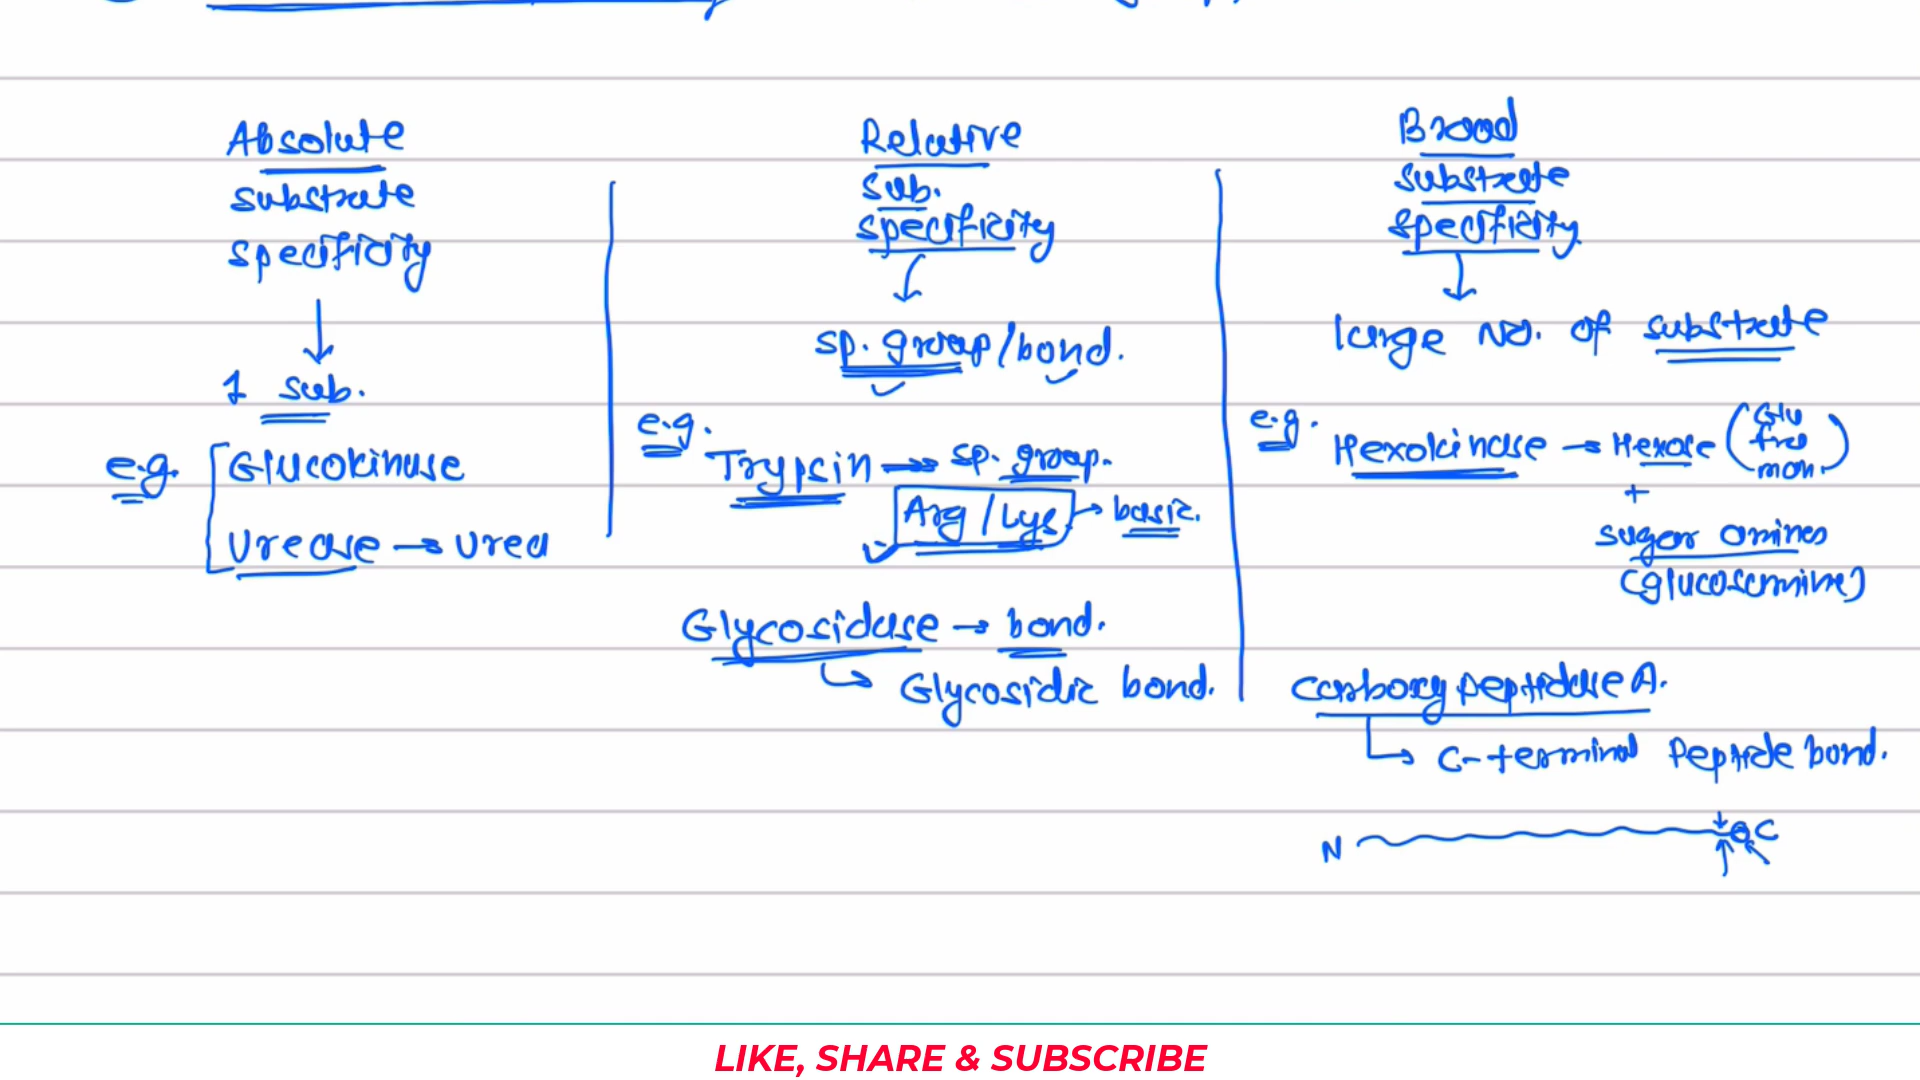 Absolute
substrate
specificity
1 sub.
e.g. Glucokinase
Urease → Urea
Relative
sub.
specificity
sp. group/bond.
e.g.
Trypsin → sp. group.
Arg / Lys → basic.
Glycosidase → bond.
Glycosidic bond.
Broad
substrate
specificity
large No. of substrate
e.g. Hexokinase → Hexose (Glu
fru
man.)
+
sugar amines
(glucosamine)
carboxypeptidase A.
C-terminal Peptide bond.
N C
LIKE, SHARE & SUBSCRIBE